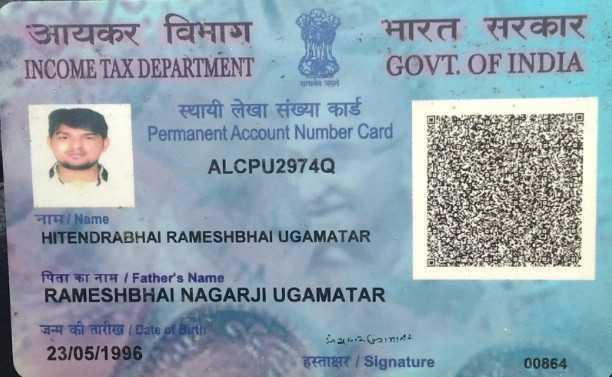 आयकर विभाग
INCOME TAX DEPARTMENT
भारत सरकार
GOVT. OF INDIA
सत्यमेव जयते
स्थायी लेखा संख्या कार्ड
Permanent Account Number Card
ALCPU2974Q
नाम / Name
HITENDRABHAI RAMESHBHAI UGAMATAR
पिता का नाम / Father's Name
RAMESHBHAI NAGARJI UGAMATAR
जन्म की तारीख / Date of Birth
23/05/1996
हस्ताक्षर / Signature
00864